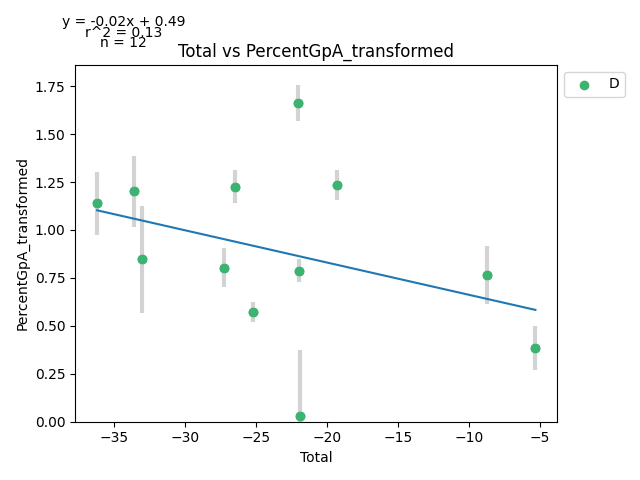 y = -0.02x + 0.49
r^2 = 0.13
n = 12
Total vs PercentGpA_transformed
D
PercentGpA_transformed
1.75
1.50
1.25
1.00
0.75
0.50
0.25
0.00
−35 −30 −25 −20 −15 −10 −5
Total